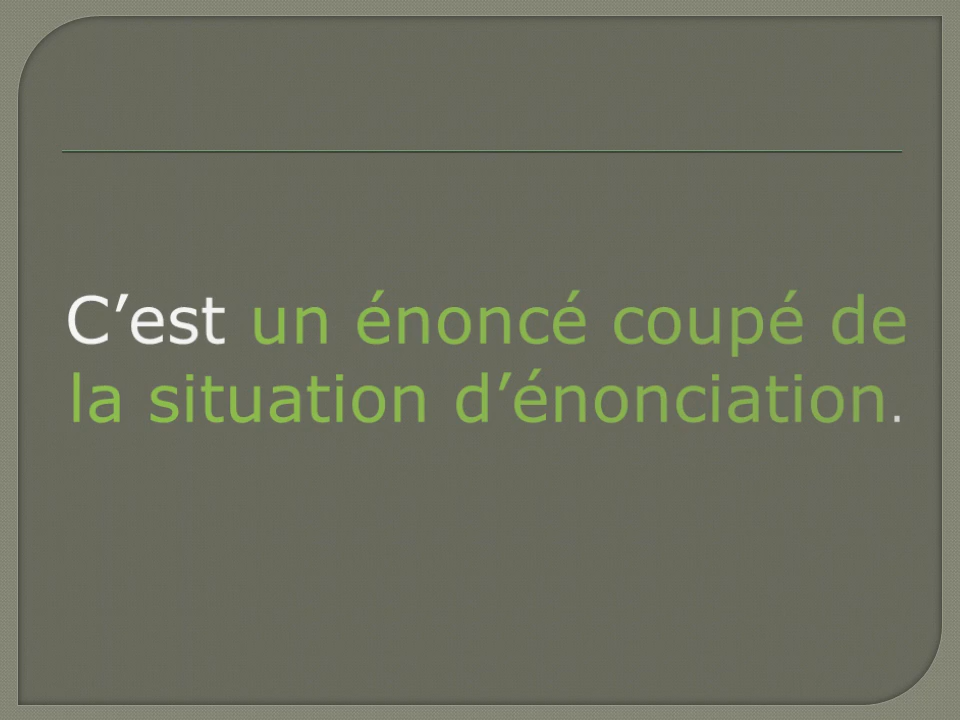 C’est un énoncé coupé de
la situation d’énonciation.